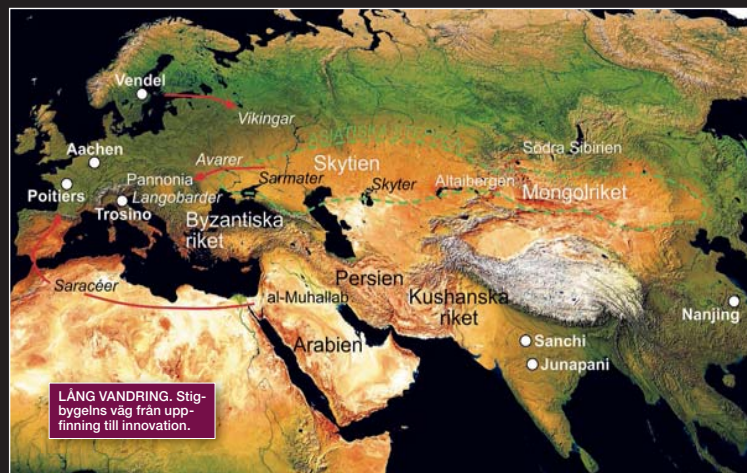 Vendel
Vikingar
Aachen
Avarer
Skytien
Södra Sibirien
Poitiers
Pannonia
Sarmater
Skyter
Altaibergen
Mongolriket
Langobarder
Trosino
Byzantiska
riket
Saracéer
Persien
al-Muhallab
Kushanska
riket
Nanjing
Arabien
Sanchi
Junapani
LÅNG VANDRING. Stig-
bygelns väg från upp-
finning till innovation.